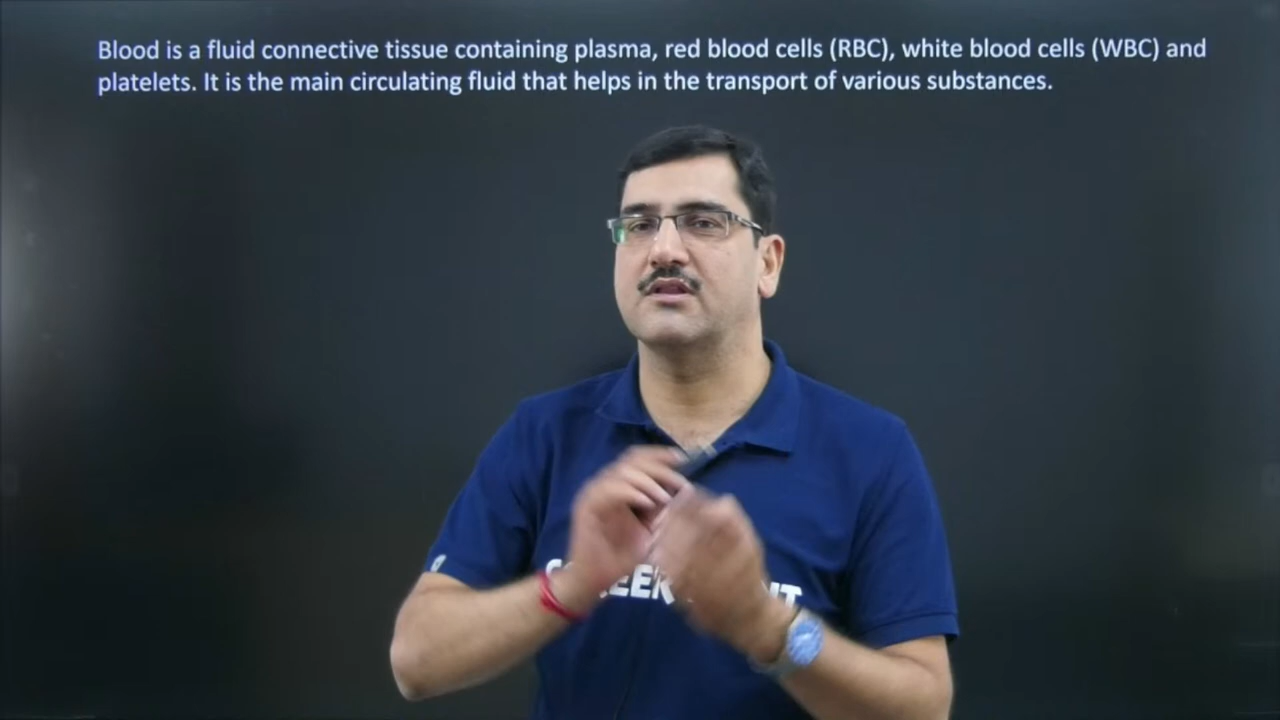 Blood is a fluid connective tissue containing plasma, red blood cells (RBC), white blood cells (WBC) and
platelets. It is the main circulating fluid that helps in the transport of various substances.